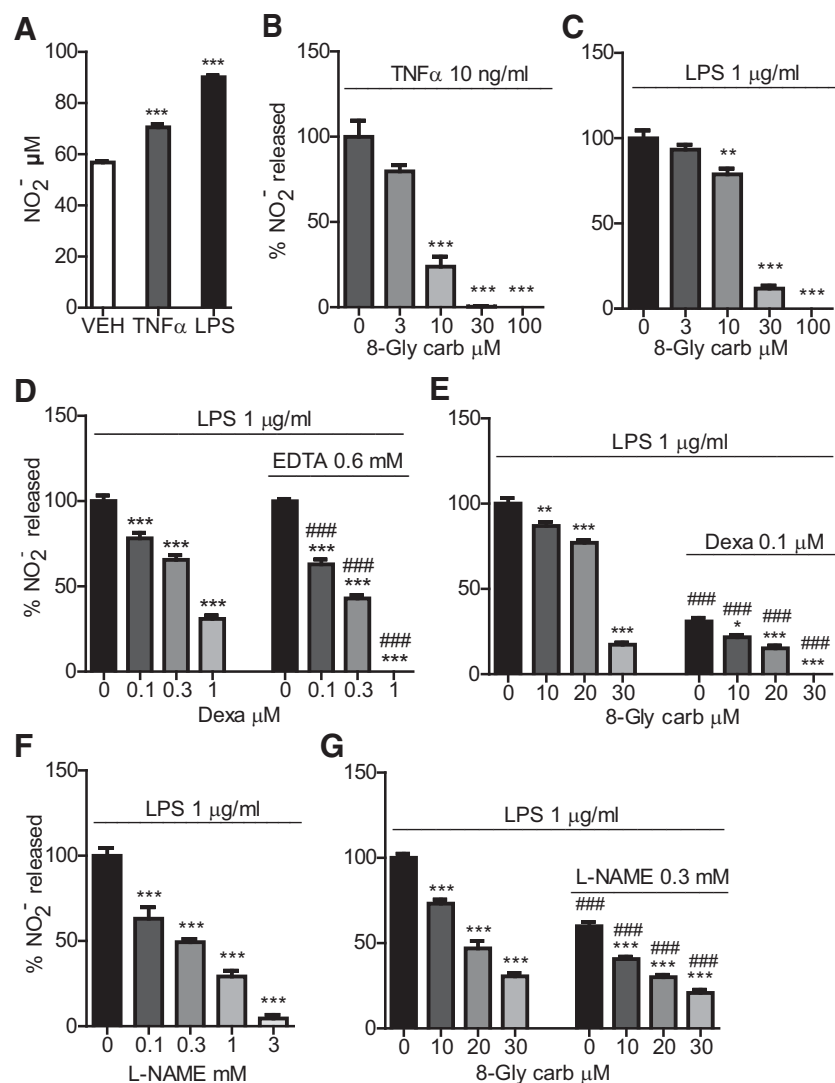 A
NO2- µM
100
80
60
40
20
0
***
***
VEH TNFα LPS
B
TNFα 10 ng/ml
% NO2- released
150
100
50
0
***
*** ***
0 3 10 30 100
8-Gly carb µM
C
LPS 1 µg/ml
150
100
50
0
**
***
***
0 3 10 30 100
8-Gly carb µM
D
LPS 1 µg/ml
EDTA 0.6 mM
% NO2- released
150
100
50
0
***
***
***
###
***
###
***
###
***
0 0.1 0.3 1 0 0.1 0.3 1
Dexa µM
E
LPS 1 µg/ml
Dexa 0.1 µM
150
100
50
0
**
***
***
###
###
*
###
***
###
***
0 10 20 30 0 10 20 30
8-Gly carb µM
F
LPS 1 µg/ml
% NO2- released
150
100
50
0
***
***
***
***
0 0.1 0.3 1 3
L-NAME mM
G
LPS 1 µg/ml
L-NAME 0.3 mM
150
100
50
0
***
***
***
###
###
***
###
***
###
***
0 10 20 30 0 10 20 30
8-Gly carb µM